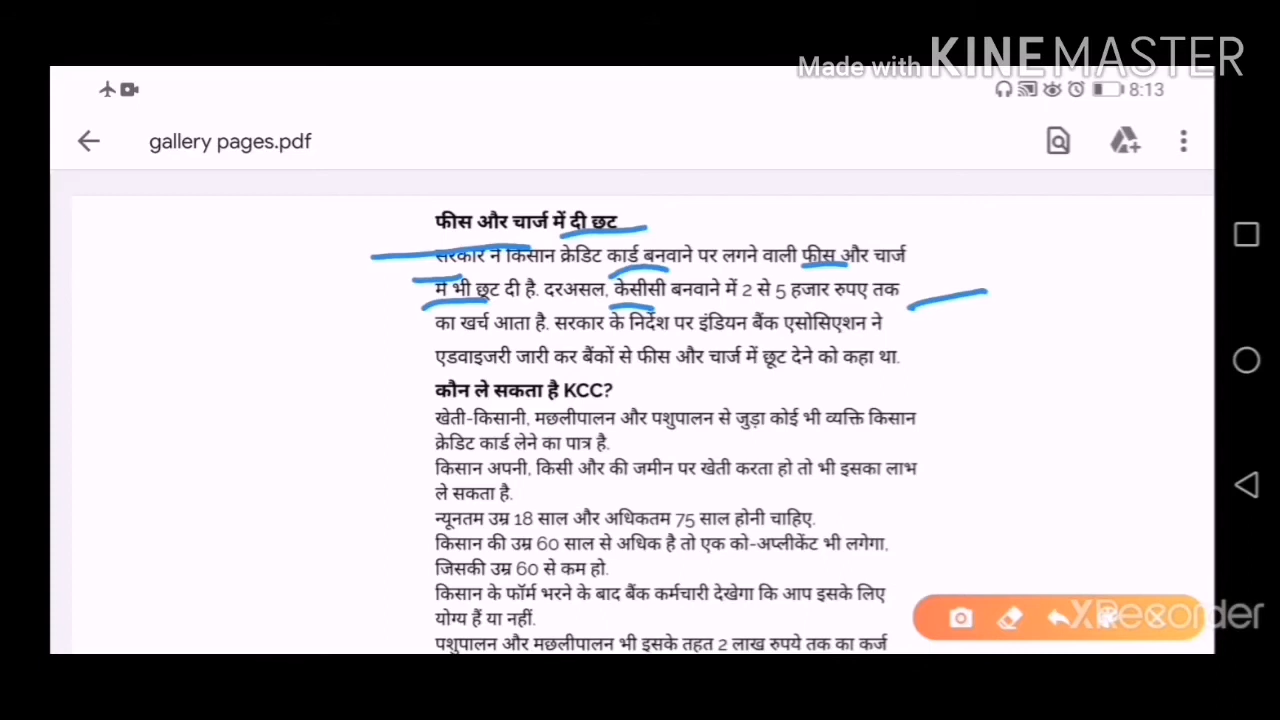 Made with KINEMASTER
8:13
gallery pages.pdf
फीस और चार्ज में दी छूट
सरकार ने किसान क्रेडिट कार्ड बनवाने पर लगने वाली फीस और चार्ज
में भी छूट दी है. दरअसल, केसीसी बनवाने में 2 से 5 हजार रुपए तक
का खर्च आता है. सरकार के निर्देश पर इंडियन बैंक एसोसिएशन ने
एडवाइजरी जारी कर बैंकों से फीस और चार्ज में छूट देने को कहा था.
कौन ले सकता है KCC?
खेती-किसानी, मछलीपालन और पशुपालन से जुड़ा कोई भी व्यक्ति किसान
क्रेडिट कार्ड लेने का पात्र है.
किसान अपनी, किसी और की जमीन पर खेती करता हो तो भी इसका लाभ
ले सकता है.
न्यूनतम उम्र 18 साल और अधिकतम 75 साल होनी चाहिए.
किसान की उम्र 60 साल से अधिक है तो एक को-अप्लीकेंट भी लगेगा,
जिसकी उम्र 60 से कम हो.
किसान के फॉर्म भरने के बाद बैंक कर्मचारी देखेगा कि आप इसके लिए
योग्य हैं या नहीं.
XRecorder
पशुपालन और मछलीपालन भी इसके तहत 2 लाख रुपये तक का कर्ज